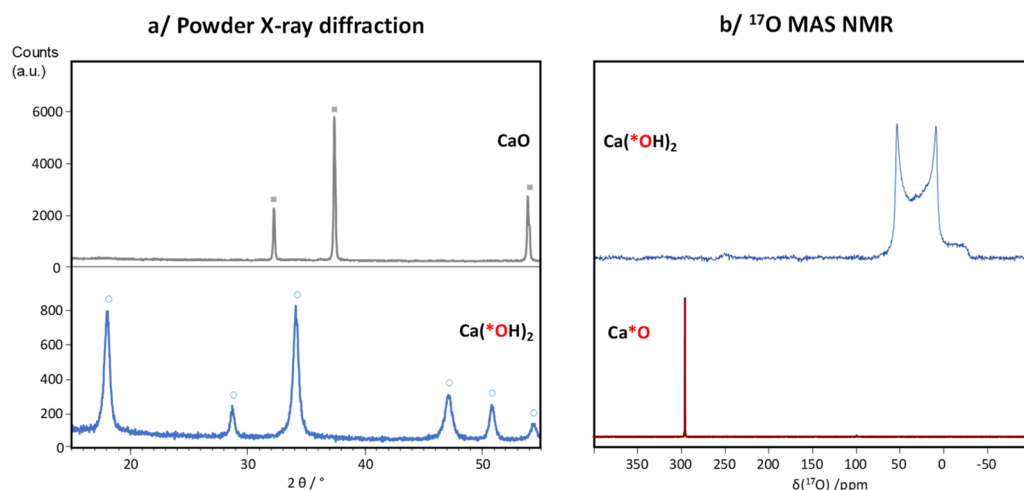 a/ Powder X-ray diffraction
b/ ¹⁷O MAS NMR
Counts
(a.u.)
6000
4000
2000
0
CaO
800
600
400
200
0
Ca(*OH)₂
20
30
40
50
2 θ / °
Ca(*OH)₂
Ca*O
350
300
250
200
150
100
50
0
-50
δ(¹⁷O) /ppm